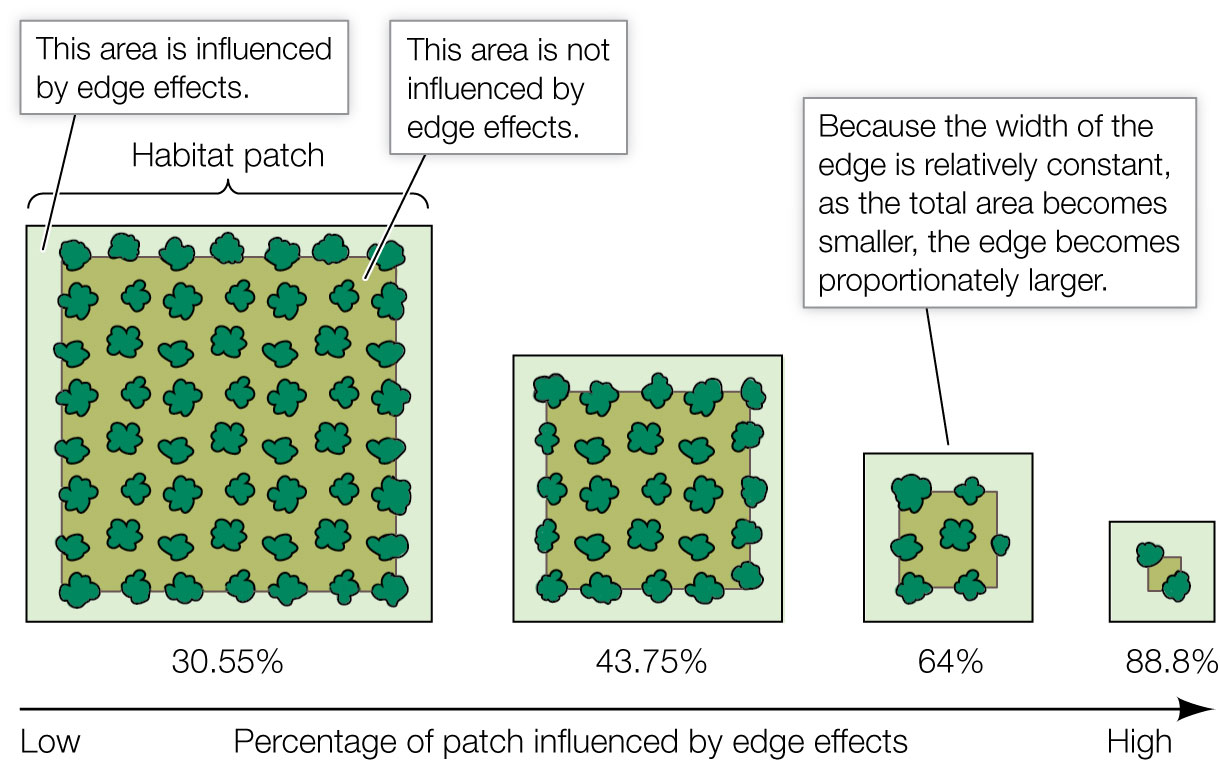 This area is influenced
by edge effects.
This area is not
influenced by
edge effects.
Habitat patch
Because the width of the
edge is relatively constant,
as the total area becomes
smaller, the edge becomes
proportionately larger.
30.55%
43.75%
64%
88.8%
Low
Percentage of patch influenced by edge effects
High